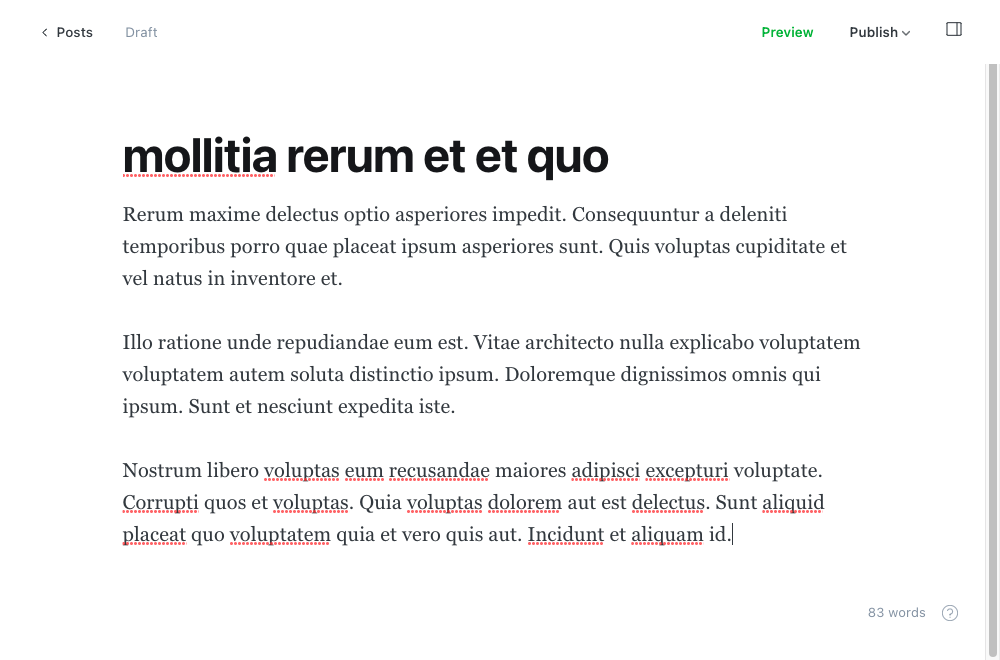 Posts
Draft
Preview
Publish
mollitia rerum et et quo
Rerum maxime delectus optio asperiores impedit. Consequuntur a deleniti
temporibus porro quae placeat ipsum asperiores sunt. Quis voluptas cupiditate et
vel natus in inventore et.
Illo ratione unde repudiandae eum est. Vitae architecto nulla explicabo voluptatem
voluptatem autem soluta distinctio ipsum. Doloremque dignissimos omnis qui
ipsum. Sunt et nesciunt expedita iste.
Nostrum libero voluptas eum recusandae maiores adipisci excepturi voluptate.
Corrupti quos et voluptas. Quia voluptas dolorem aut est delectus. Sunt aliquid
placeat quo voluptatem quia et vero quis aut. Incidunt et aliquam id.
83 words
?